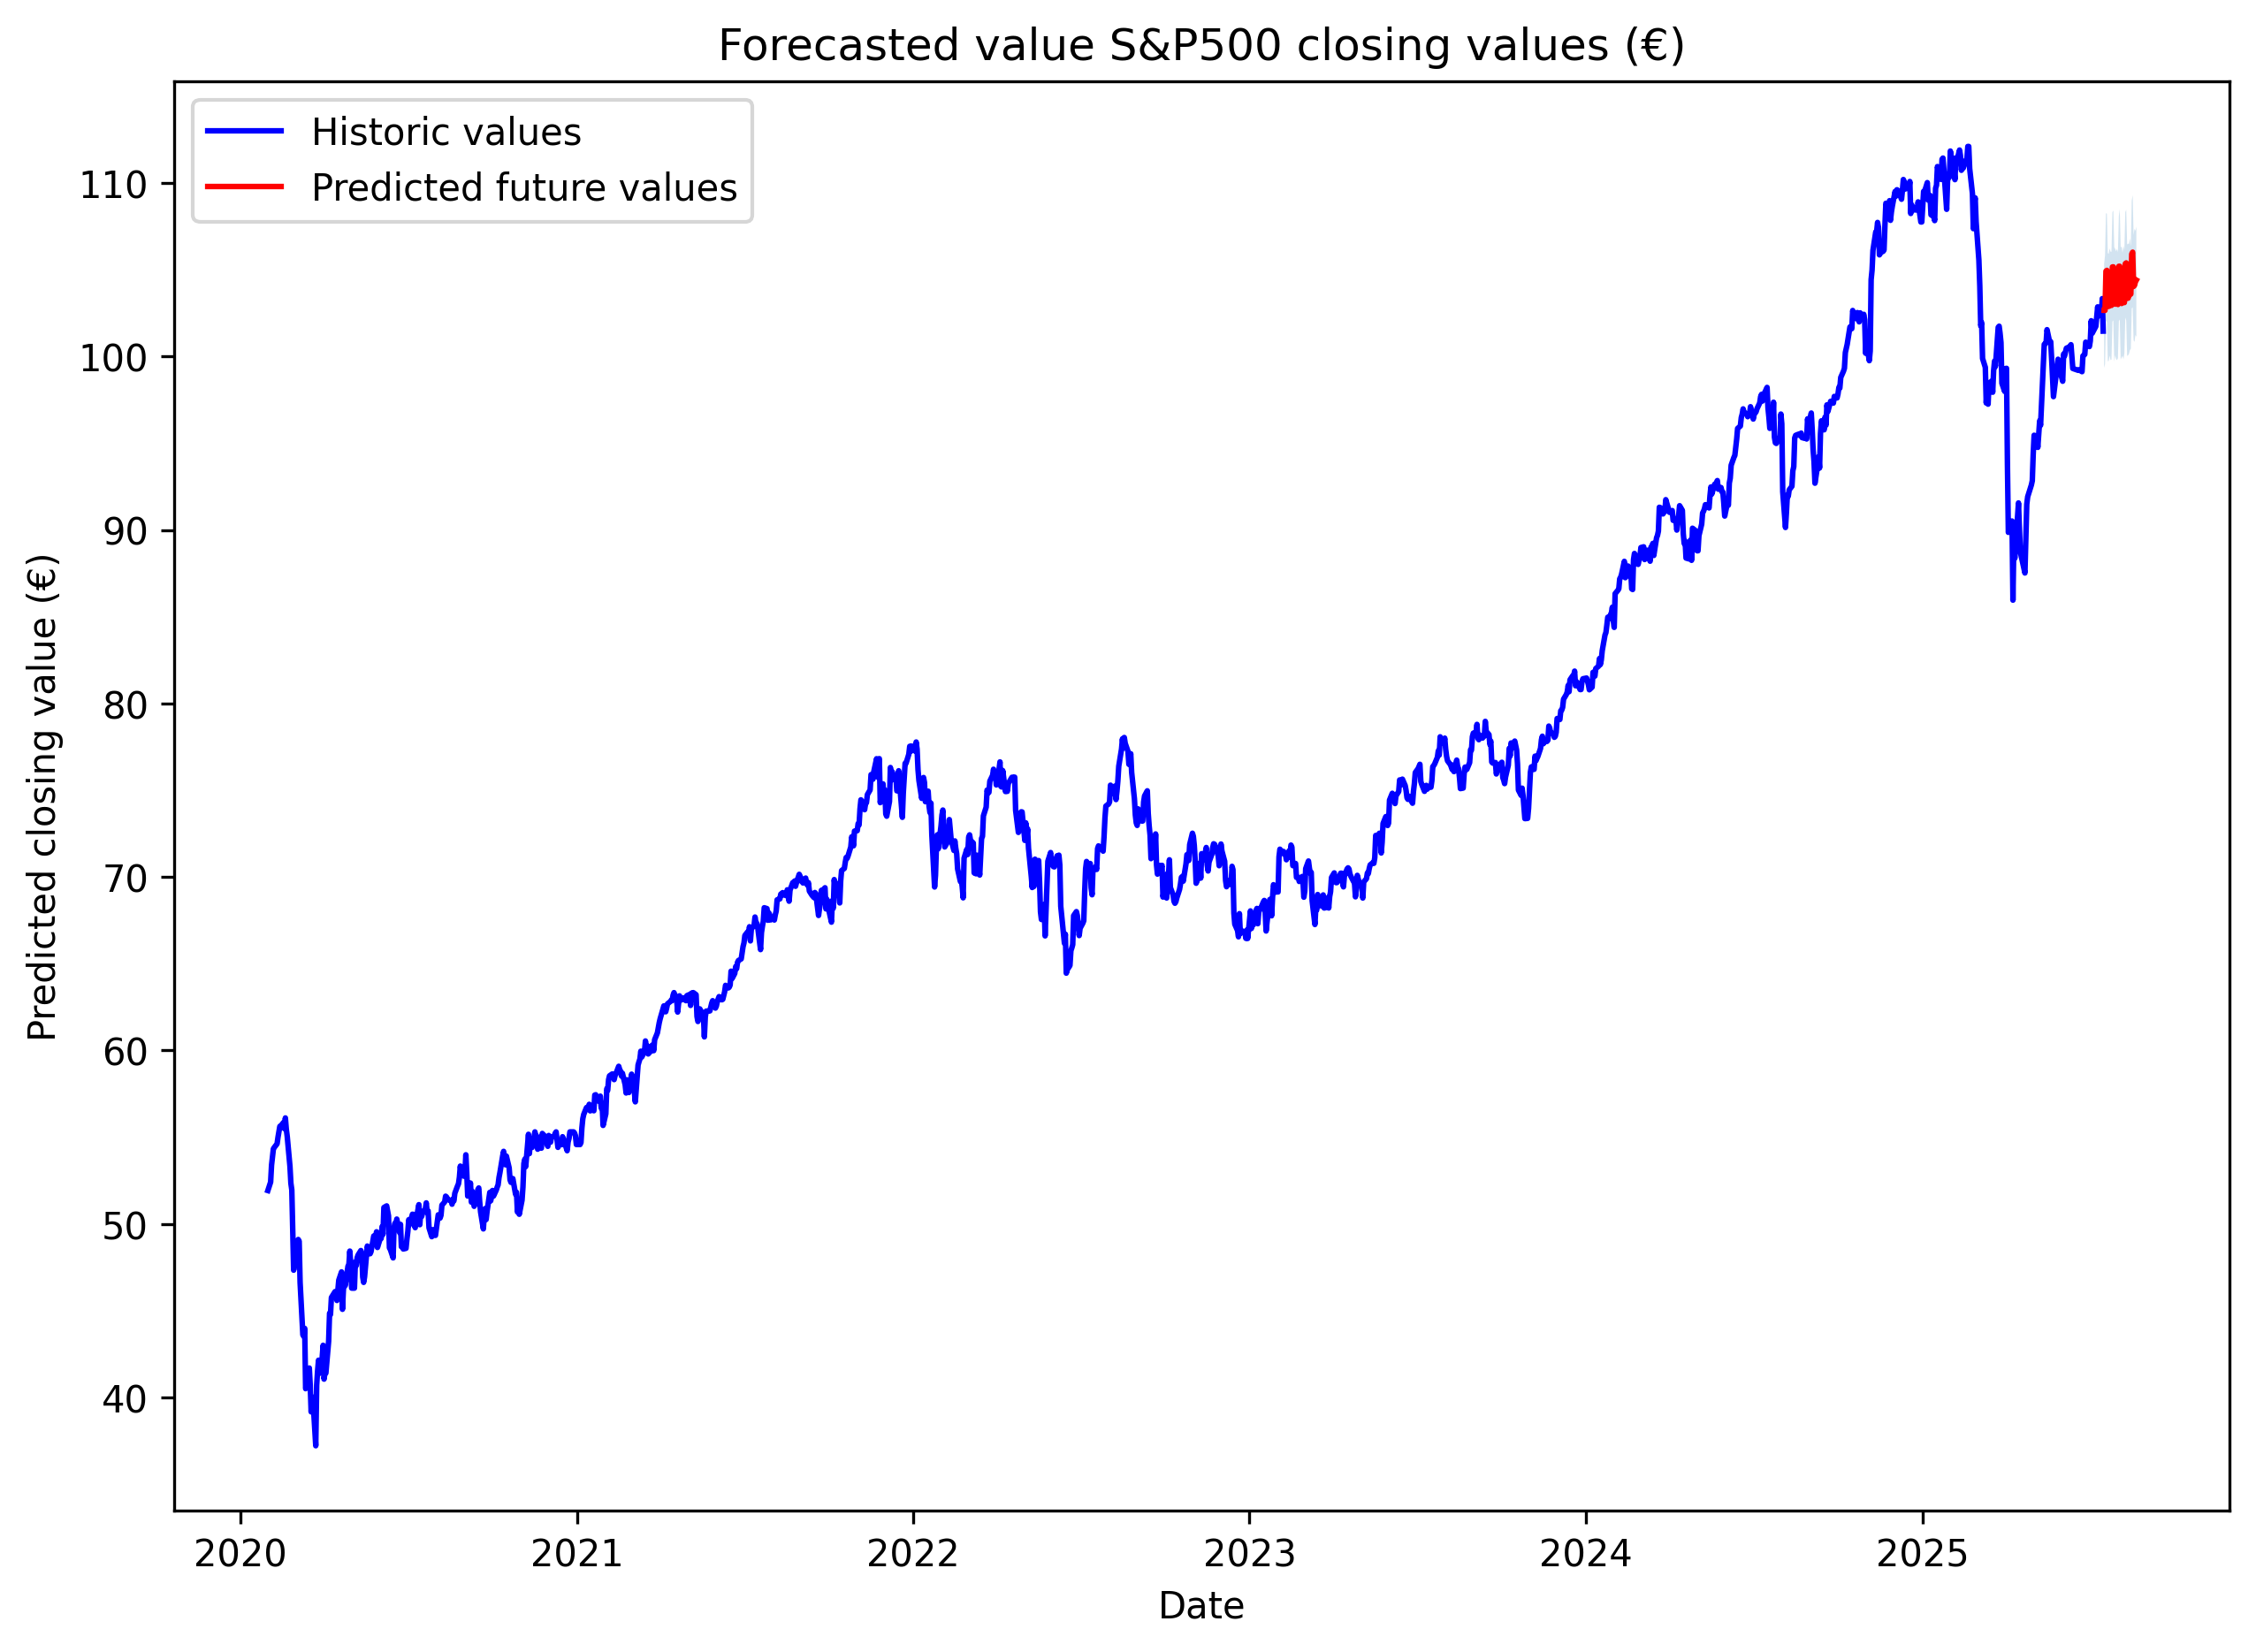 Forecasted value S&P500 closing values (€)
Historic values
Predicted future values
110
100
90
80
70
60
50
40
Predicted closing value (€)
2020 2021 2022 2023 2024 2025
Date